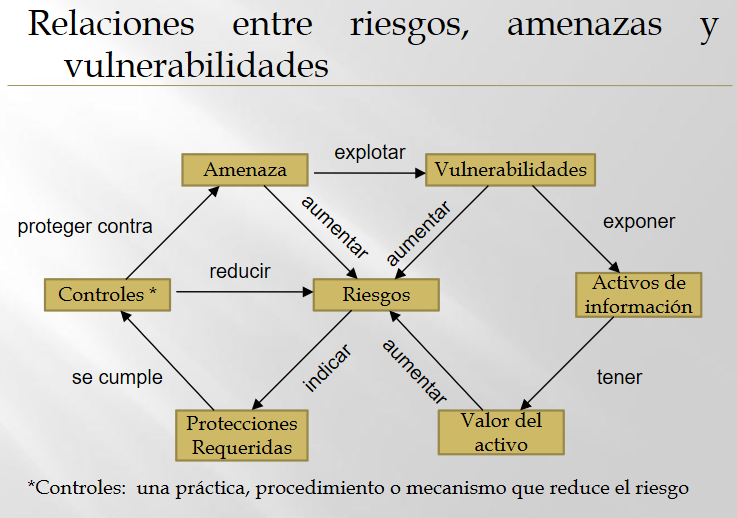 Relaciones entre riesgos, amenazas y
vulnerabilidades
explotar
Amenaza
Vulnerabilidades
aumentar
aumentar
proteger contra
exponer
reducir
Controles *
Riesgos
Activos de
información
se cumple
indicar
aumentar
tener
Protecciones
Requeridas
Valor del
activo
*Controles: una práctica, procedimiento o mecanismo que reduce el riesgo